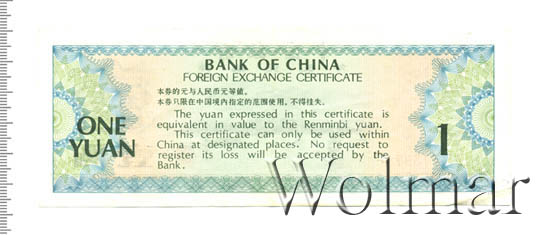 BANK OF CHINA
FOREIGN EXCHANGE CERTIFICATE
本券的元与人民币元等值。
本券只限在中国境内指定的范围使用，不得挂失。
The yuan expressed in this certificate is
equivalent in value to the Renminbi yuan.
This certificate can only be used within
China at designated places. No request to
register its loss will be accepted by the
Bank.
ONE
YUAN
1
Wolmar